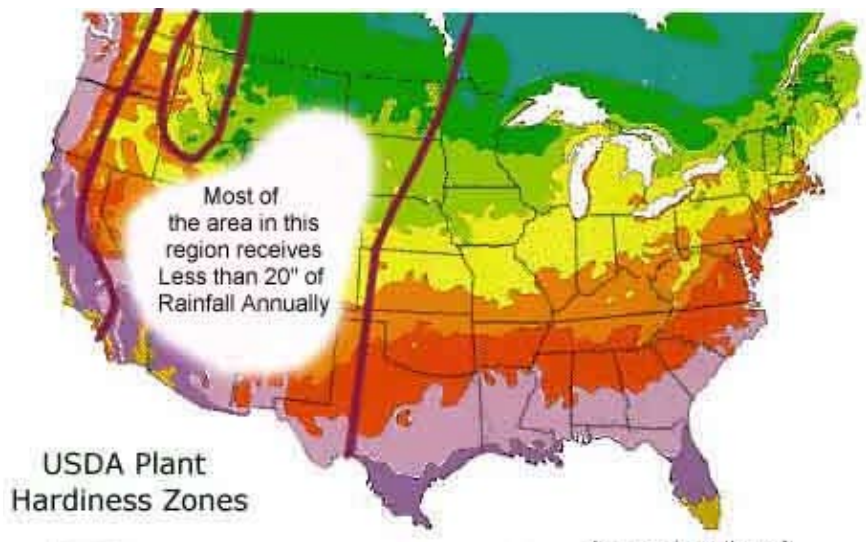 Most of
the area in this
region receives
Less than 20" of
Rainfall Annually
USDA Plant
Hardiness Zones